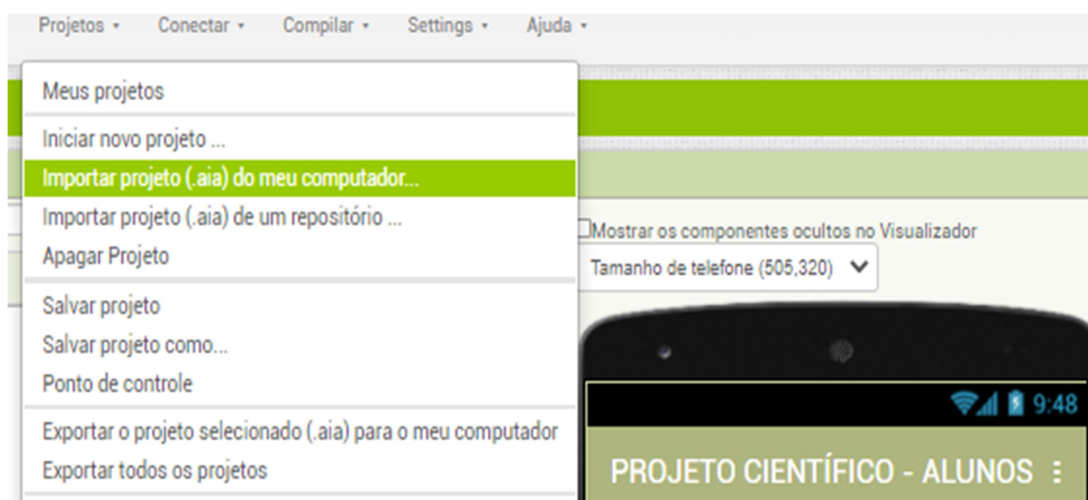 Projetos Conectar Compilar Settings Ajuda
Meus projetos
Iniciar novo projeto ...
Importar projeto (.aia) do meu computador...
Importar projeto (.aia) de um repositório ...
Apagar Projeto
Salvar projeto
Salvar projeto como...
Ponto de controle
Exportar o projeto selecionado (.aia) para o meu computador
Exportar todos os projetos
Mostrar os componentes ocultos no Visualizador
Tamanho de telefone (505,320)
9:48
PROJETO CIENTÍFICO - ALUNOS